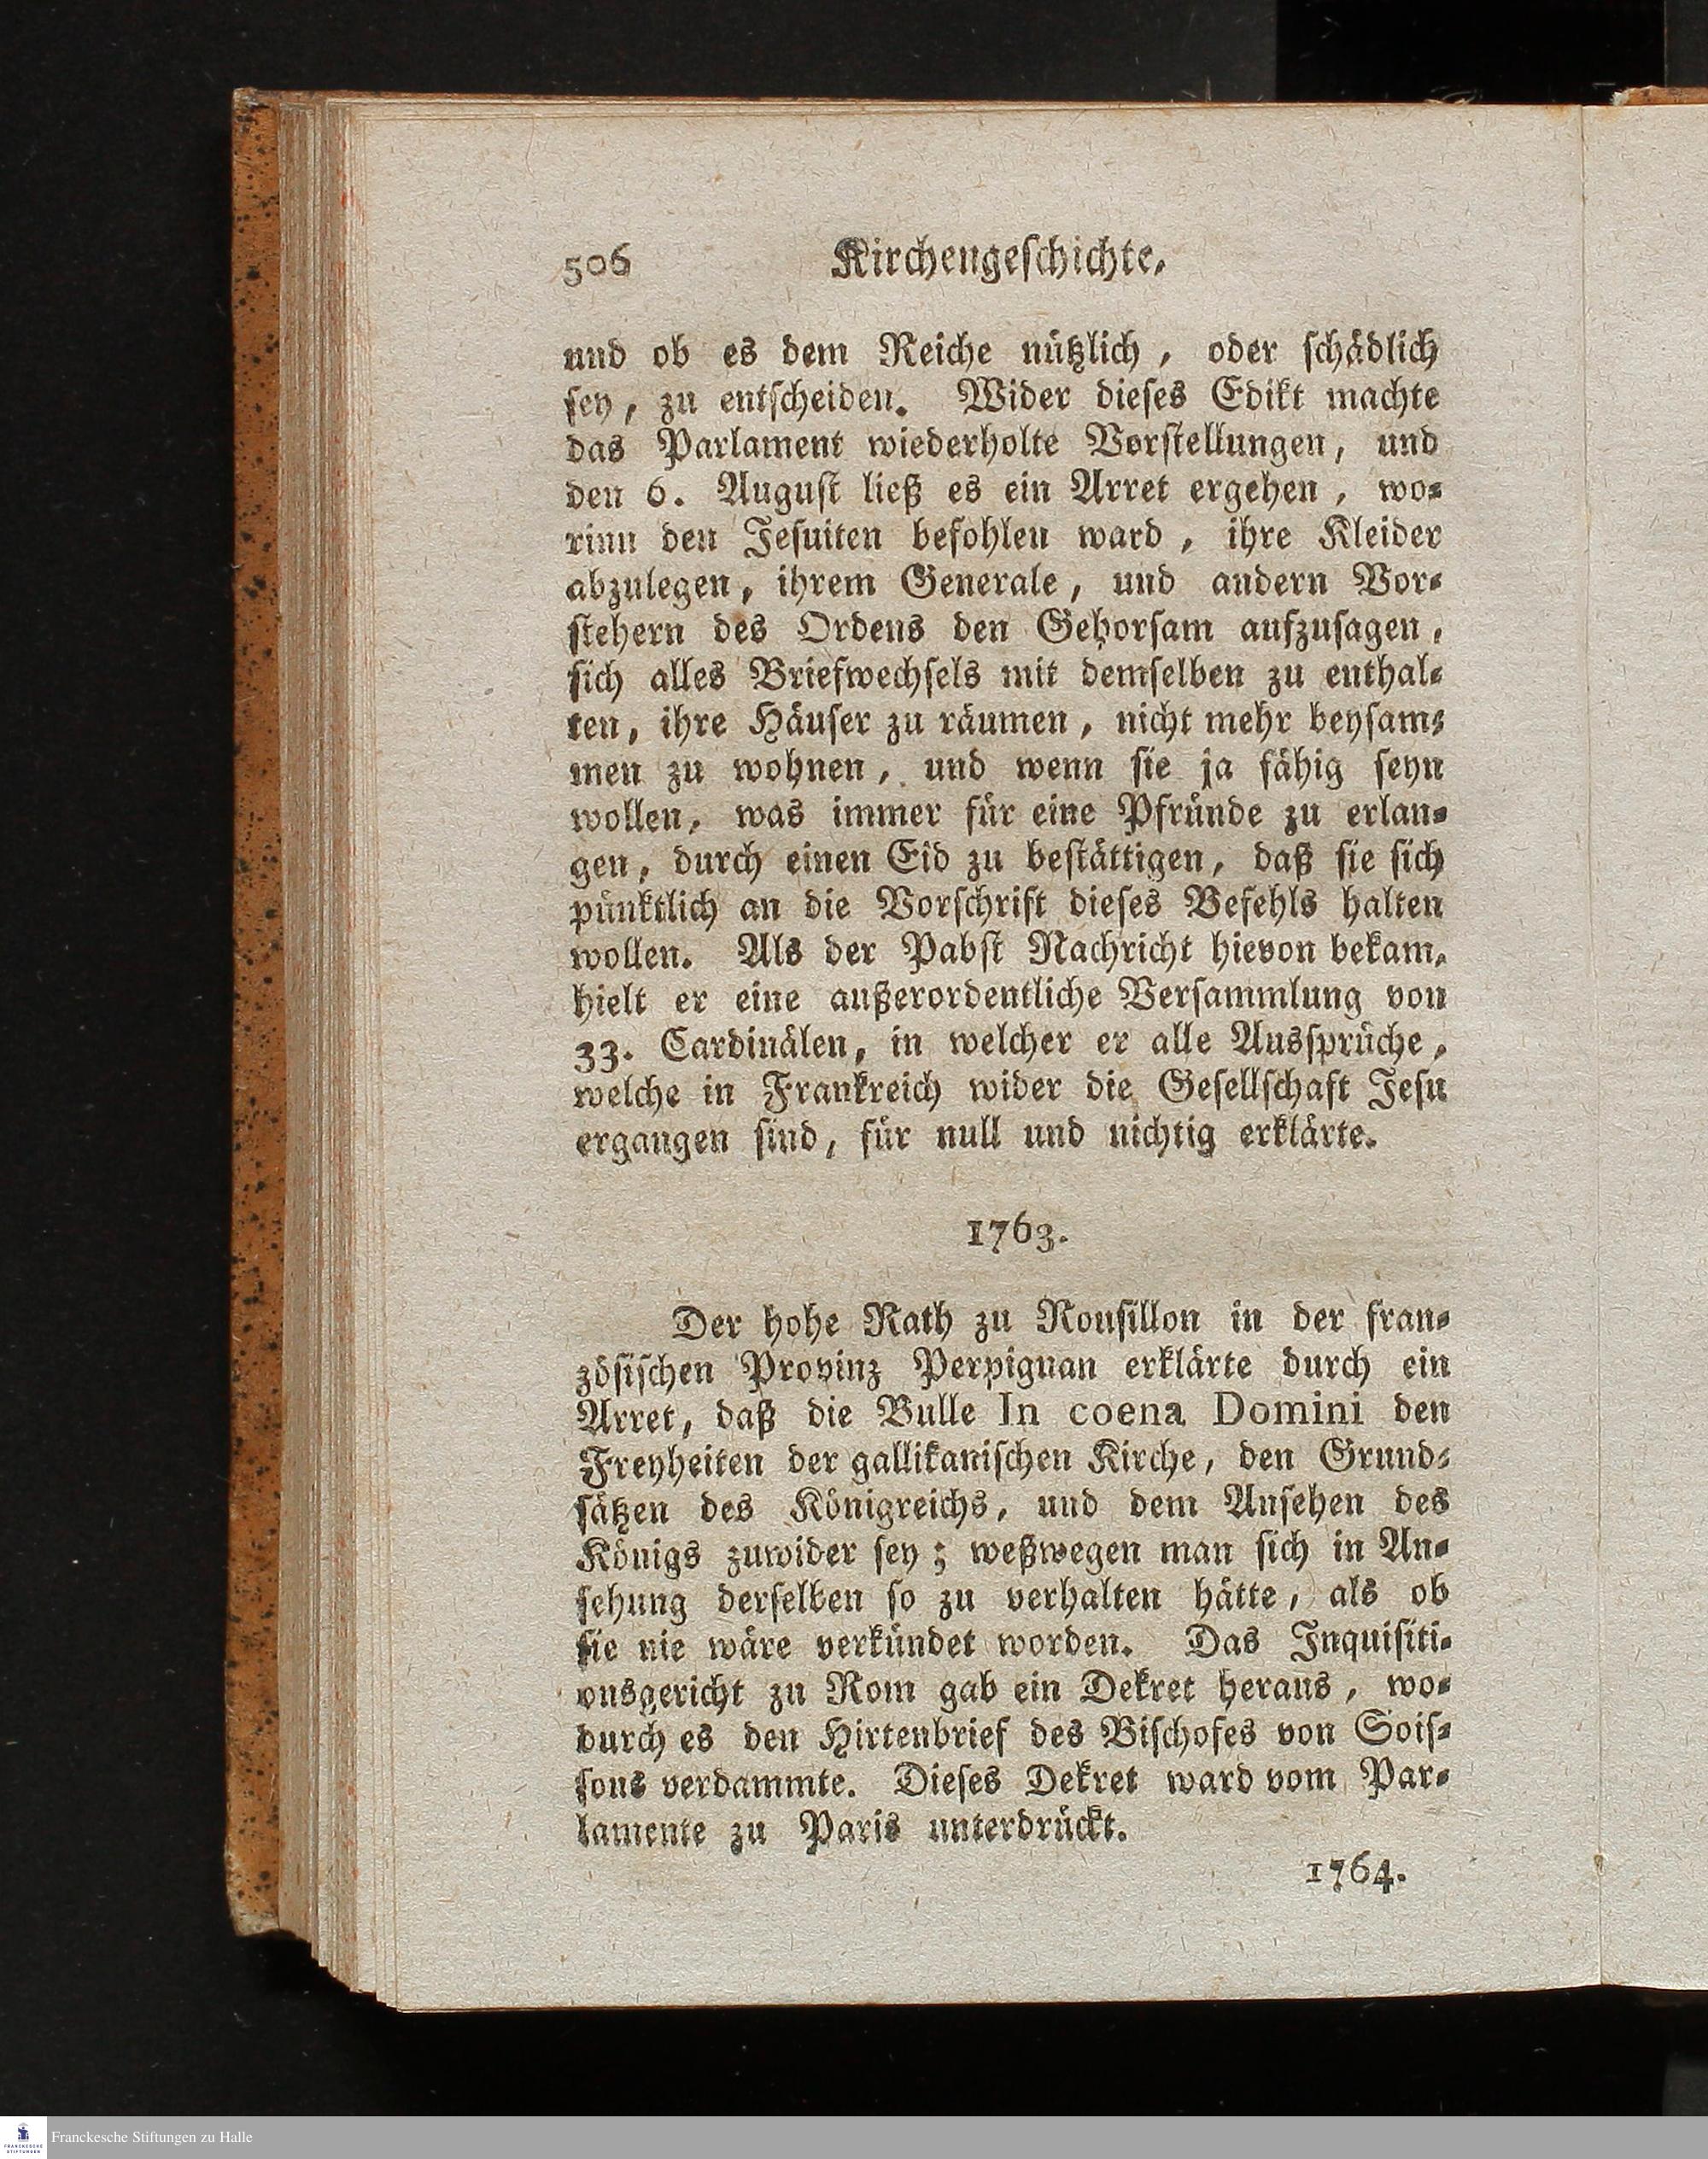 506 Kirchengeschichte,
und ob es dem Reiche nützlich, oder schädlich
sey, zu entscheiden. Wider dieses Edikt machte
das Parlament wiederholte Vorstellungen, und
den 6. August ließ es ein Arret ergehen, wo-
rinn den Jesuiten befohlen ward, ihre Kleider
abzulegen, ihrem Generale, und andern Vor-
stehern des Ordens den Gehorsam aufzusagen,
sich alles Briefwechsels mit demselben zu enthal-
ten, ihre Häuser zu räumen, nicht mehr beysam-
men zu wohnen, und wenn sie ja fähig seyn
wollen, was immer für eine Pfründe zu erlan-
gen, durch einen Eid zu bestättigen, daß sie sich
pünktlich an die Vorschrift dieses Befehls halten
wollen. Als der Pabst Nachricht hievon bekam,
hielt er eine außerordentliche Versammlung von
33. Cardinälen, in welcher er alle Aussprüche,
welche in Frankreich wider die Gesellschaft Jesu
ergangen sind, für null und nichtig erklärte.
1763.
Der hohe Rath zu Rousillon in der fran-
zösischen Provinz Perpignan erklärte durch ein
Arret, daß die Bulle In coena Domini den
Freyheiten der gallikanischen Kirche, den Grund-
sätzen des Königreichs, und dem Ansehen des
Königs zuwider sey; weßwegen man sich in An-
sehung derselben so zu verhalten hätte, als ob
sie nie wäre verkündet worden. Das Inquisiti-
onsgericht zu Rom gab ein Dekret heraus, wo-
durch es den Hirtenbrief des Bischofes von Sois-
sons verdammte. Dieses Dekret ward vom Par-
lamente zu Paris unterdrückt.
1764.
FRANCKESCHE
STIFTUNGEN
Franckesche Stiftungen zu Halle